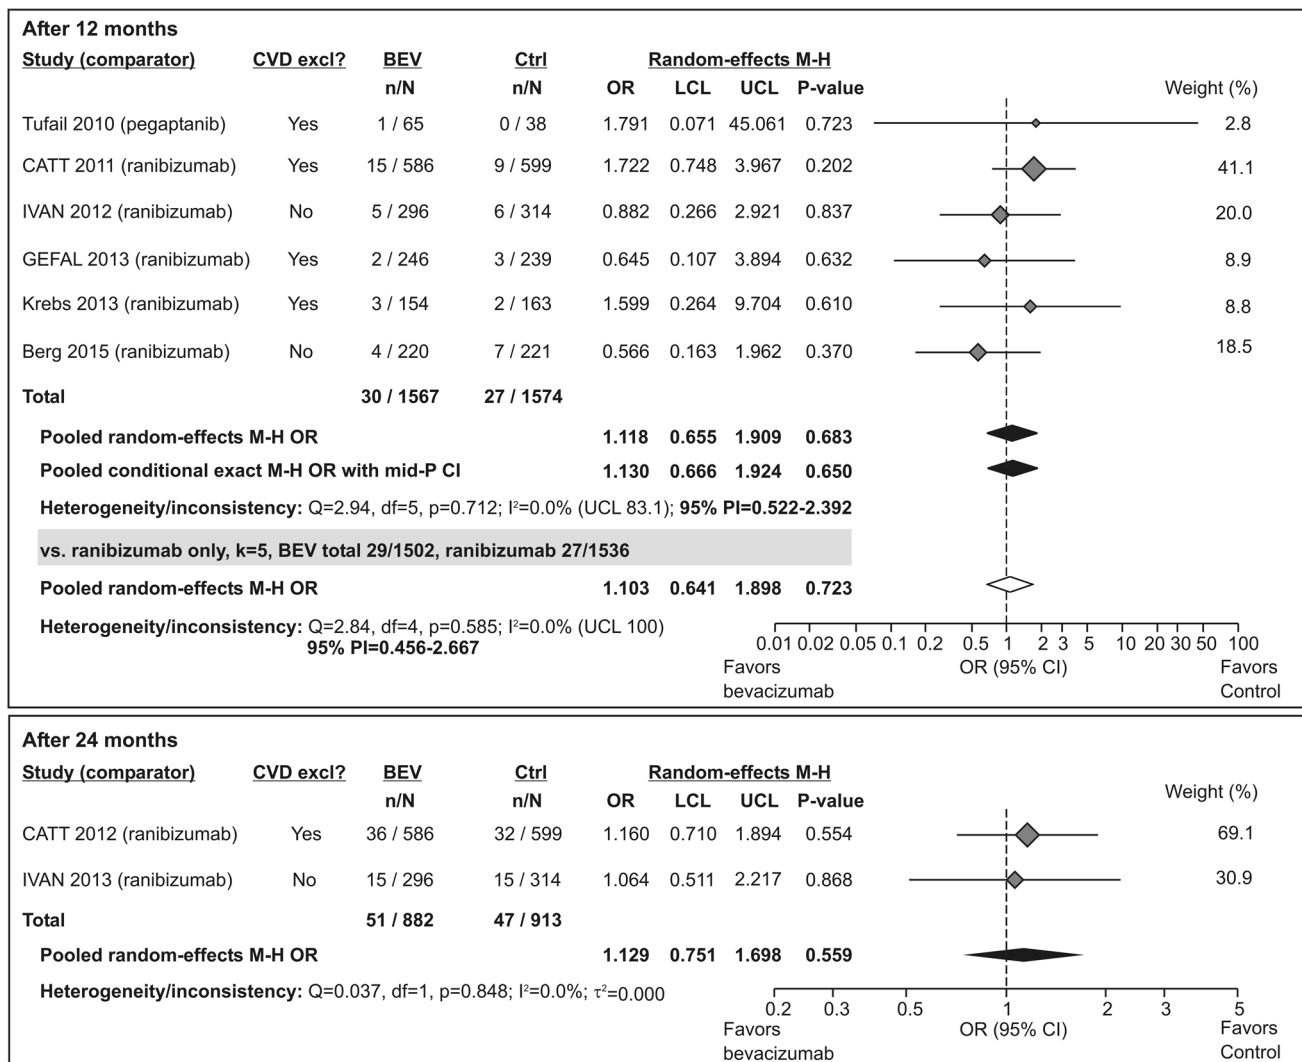 After 12 months
Study (comparator) CVD excl? BEV Ctrl Random-effects M-H
n/N n/N OR LCL UCL P-value Weight (%)
Tufail 2010 (pegaptanib) Yes 1 / 65 0 / 38 1.791 0.071 45.061 0.723 2.8
CATT 2011 (ranibizumab) Yes 15 / 586 9 / 599 1.722 0.748 3.967 0.202 41.1
IVAN 2012 (ranibizumab) No 5 / 296 6 / 314 0.882 0.266 2.921 0.837 20.0
GEFAL 2013 (ranibizumab) Yes 2 / 246 3 / 239 0.645 0.107 3.894 0.632 8.9
Krebs 2013 (ranibizumab) Yes 3 / 154 2 / 163 1.599 0.264 9.704 0.610 8.8
Berg 2015 (ranibizumab) No 4 / 220 7 / 221 0.566 0.163 1.962 0.370 18.5
Total 30 / 1567 27 / 1574
Pooled random-effects M-H OR 1.118 0.655 1.909 0.683
Pooled conditional exact M-H OR with mid-P CI 1.130 0.666 1.924 0.650
Heterogeneity/inconsistency: Q=2.94, df=5, p=0.712; I²=0.0% (UCL 83.1); 95% PI=0.522-2.392
vs. ranibizumab only, k=5, BEV total 29/1502, ranibizumab 27/1536
Pooled random-effects M-H OR 1.103 0.641 1.898 0.723
Heterogeneity/inconsistency: Q=2.84, df=4, p=0.585; I²=0.0% (UCL 100)
95% PI=0.456-2.667
0.01 0.02 0.05 0.1 0.2 0.5 1 2 3 5 10 20 30 50 100
Favors OR (95% CI) Favors
bevacizumab Control
After 24 months
Study (comparator) CVD excl? BEV Ctrl Random-effects M-H
n/N n/N OR LCL UCL P-value Weight (%)
CATT 2012 (ranibizumab) Yes 36 / 586 32 / 599 1.160 0.710 1.894 0.554 69.1
IVAN 2013 (ranibizumab) No 15 / 296 15 / 314 1.064 0.511 2.217 0.868 30.9
Total 51 / 882 47 / 913
Pooled random-effects M-H OR 1.129 0.751 1.698 0.559
Heterogeneity/inconsistency: Q=0.037, df=1, p=0.848; I²=0.0%; τ²=0.000
0.2 0.3 0.5 1 2 3 5
Favors OR (95% CI) Favors
bevacizumab Control